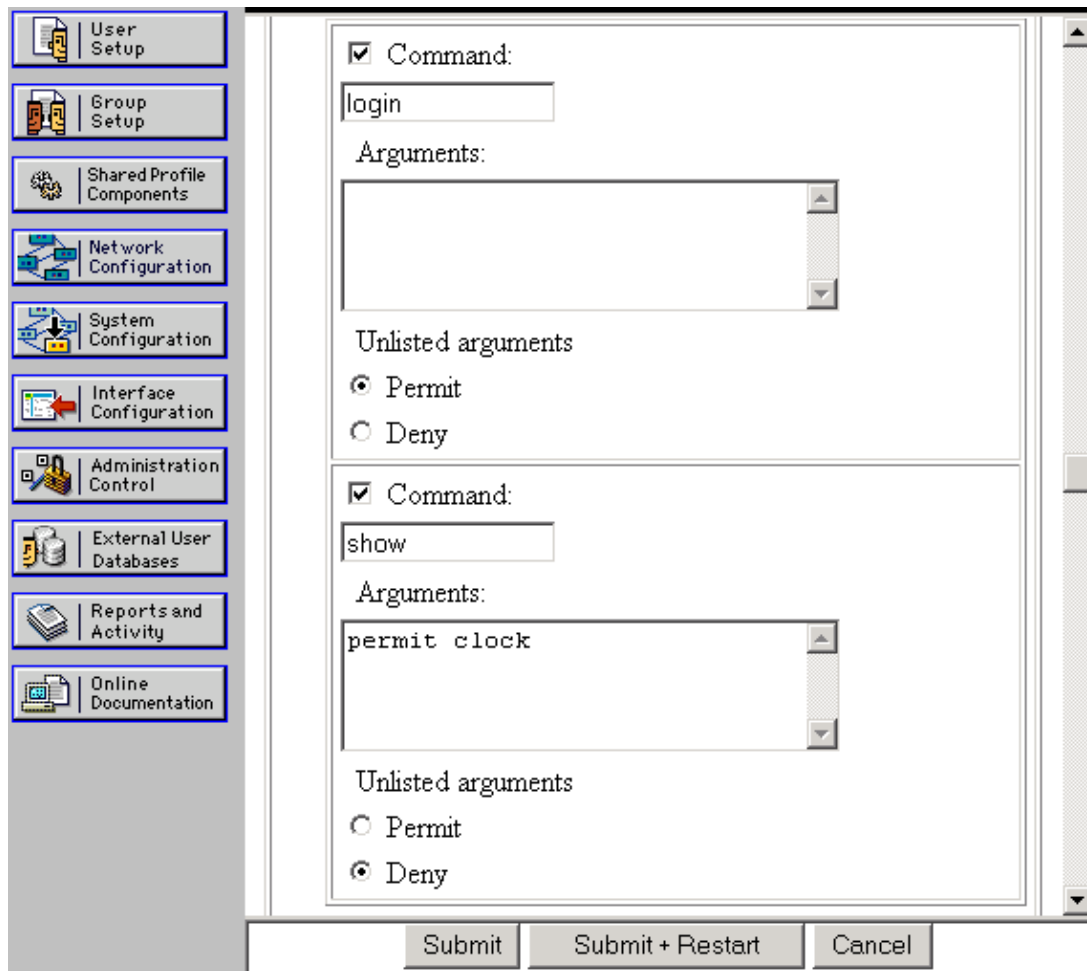 User
Setup
Group
Setup
Shared Profile
Components
Network
Configuration
System
Configuration
Interface
Configuration
Administration
Control
External User
Databases
Reports and
Activity
Online
Documentation
Command:
login
Arguments:
Unlisted arguments
Permit
Deny
Command:
show
Arguments:
permit clock
Unlisted arguments
Permit
Deny
Submit
Submit + Restart
Cancel